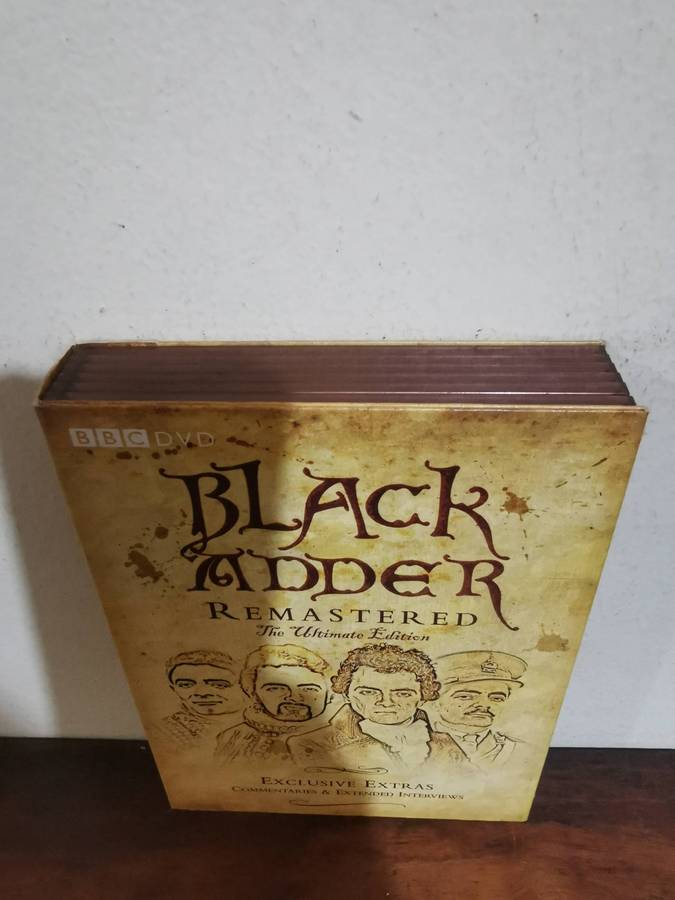 BBC DVD
BLACK
ADDER
REMASTERED
The Ultimate Edition
EXCLUSIVE EXTRAS
COMMENTARIES & EXTENDED INTERVIEWS